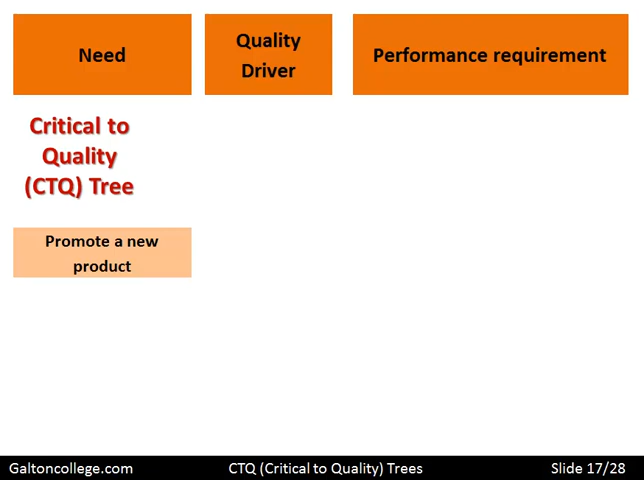 Need
Quality
Driver
Performance requirement
Critical to
Quality
(CTQ) Tree
Promote a new
product
Galtoncollege.com
CTQ (Critical to Quality) Trees
Slide 17/28